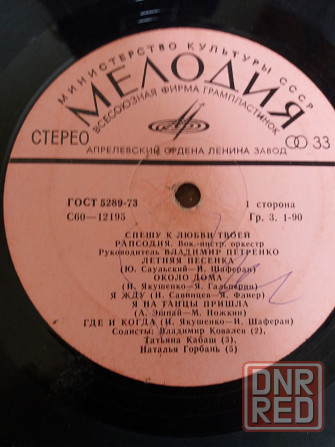 МИНИСТЕРСТВО КУЛЬТУРЫ СССР
МЕЛОДИЯ
ВСЕСОЮЗНАЯ ФИРМА ГРАМПЛАСТИНОК
СТЕРЕО 33
АПРЕЛЕВСКИЙ ОРДЕНА ЛЕНИНА ЗАВОД
ГОСТ 5289-73 1 сторона
С60—12195 Гр. 3. 1-90
СПЕШУ К ЛЮБВИ ТВОЕЙ
РАПСОДИЯ. Вок.-инстр. оркестр
Руководитель ВЛАДИМИР ПЕТРЕНКО
ЛЕТНЯЯ ПЕСЕНКА
(Ю. Саульский—И. Шаферан)
ОКОЛО ДОМА
(И. Якушенко—Я. Гальперин)
Я ЖДУ (И. Саввинец—Я. Фанер)
Я НА ТАНЦЫ ПРИШЛА
(А. Эшпай—М. Ножкин)
ГДЕ И КОГДА (И. Якушенко—И. Шаферан)
Солисты: Владимир Ковалев (2),
Татьяна Кабаш (3),
Наталья Горбань (5)
DNR
RED